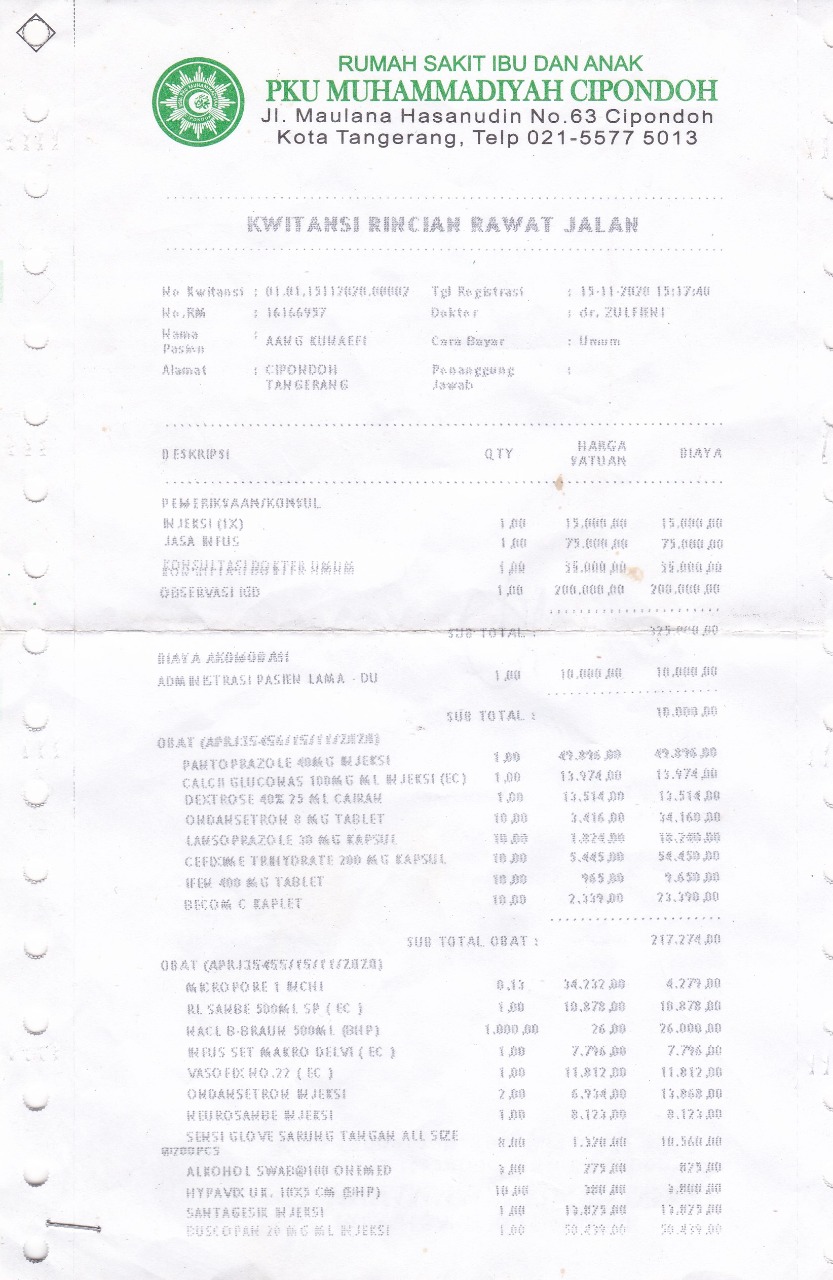 RUMAH SAKIT IBU DAN ANAK
PKU MUHAMMADIYAH CIPONDOH
Jl. Maulana Hasanudin No.63 Cipondoh
Kota Tangerang, Telp 021-5577 5013
KWITANSI RINCIAN RAWAT JALAN
No Kwitansi : 01.01.15112020.00002 Tgl Registrasi : 15-11-2020 15:17:40
No.RM : 16166957 Dokter : dr. ZULFIENI
Nama Pasien : AANG KUNAEFI Cara Bayar : Umum
Alamat : CIPONDOH TANGERANG Penanggung Jawab :
DESKRIPSI QTY HARGA SATUAN BIAYA
PEMERIKSAAN/KONSUL
INJEKSI (1X) 1,00 15.000,00 15.000,00
JASA INFUS 1,00 75.000,00 75.000,00
KONSULTASI DOKTER UMUM 1,00 35.000,00 35.000,00
OBSERVASI IGD 1,00 200.000,00 200.000,00
SUB TOTAL : 325.000,00
BIAYA AKOMODASI
ADMINISTRASI PASIEN LAMA - DU 1,00 10.000,00 10.000,00
SUB TOTAL : 10.000,00
OBAT (APRJ35456/15/11/2020)
PANTOPRAZOLE 40MG INJEKSI 1,00 49.896,00 49.896,00
CALCII GLUCONAS 100MG ML INJEKSI (EC) 1,00 13.974,00 13.974,00
DEXTROSE 40% 25 ML CAIRAN 1,00 13.514,00 13.514,00
ONDANSETRON 8 MG TABLET 10,00 3.416,00 34.160,00
LANSOPRAZOLE 30 MG KAPSUL 10,00 1.824,00 18.240,00
CEFIXIME TRIHYDRATE 200 MG KAPSUL 10,00 5.445,00 54.450,00
IFEN 400 MG TABLET 10,00 965,00 9.650,00
BECOM C KAPLET 10,00 2.339,00 23.390,00
SUB TOTAL OBAT : 217.274,00
OBAT (APRJ35455/15/11/2020)
MICROPORE 1 INCHI 0,13 34.232,00 4.279,00
RL SANBE 500ML SP ( EC ) 1,00 10.878,00 10.878,00
NACL B-BRAUN 500ML (BHP) 1.000,00 26,00 26.000,00
INFUS SET MAKRO DELVI ( EC ) 1,00 7.796,00 7.796,00
VASOFIX NO.22 ( EC ) 1,00 11.812,00 11.812,00
ONDANSETRON INJEKSI 2,00 6.934,00 13.868,00
NEUROSANBE INJEKSI 1,00 8.123,00 8.123,00
SENSI GLOVE SARUNG TANGAN ALL SIZE 8,00 1.320,00 10.560,00
@200PCS
ALKOHOL SWAB@100 ONEMED 3,00 275,00 825,00
HYPAVIX UK. 10X5 CM (BHP) 10,00 380,00 3.800,00
SANTAGESIK INJEKSI 1,00 13.825,00 13.825,00
BUSCOPAN 20 MG ML INJEKSI 1,00 50.439,00 50.439,00